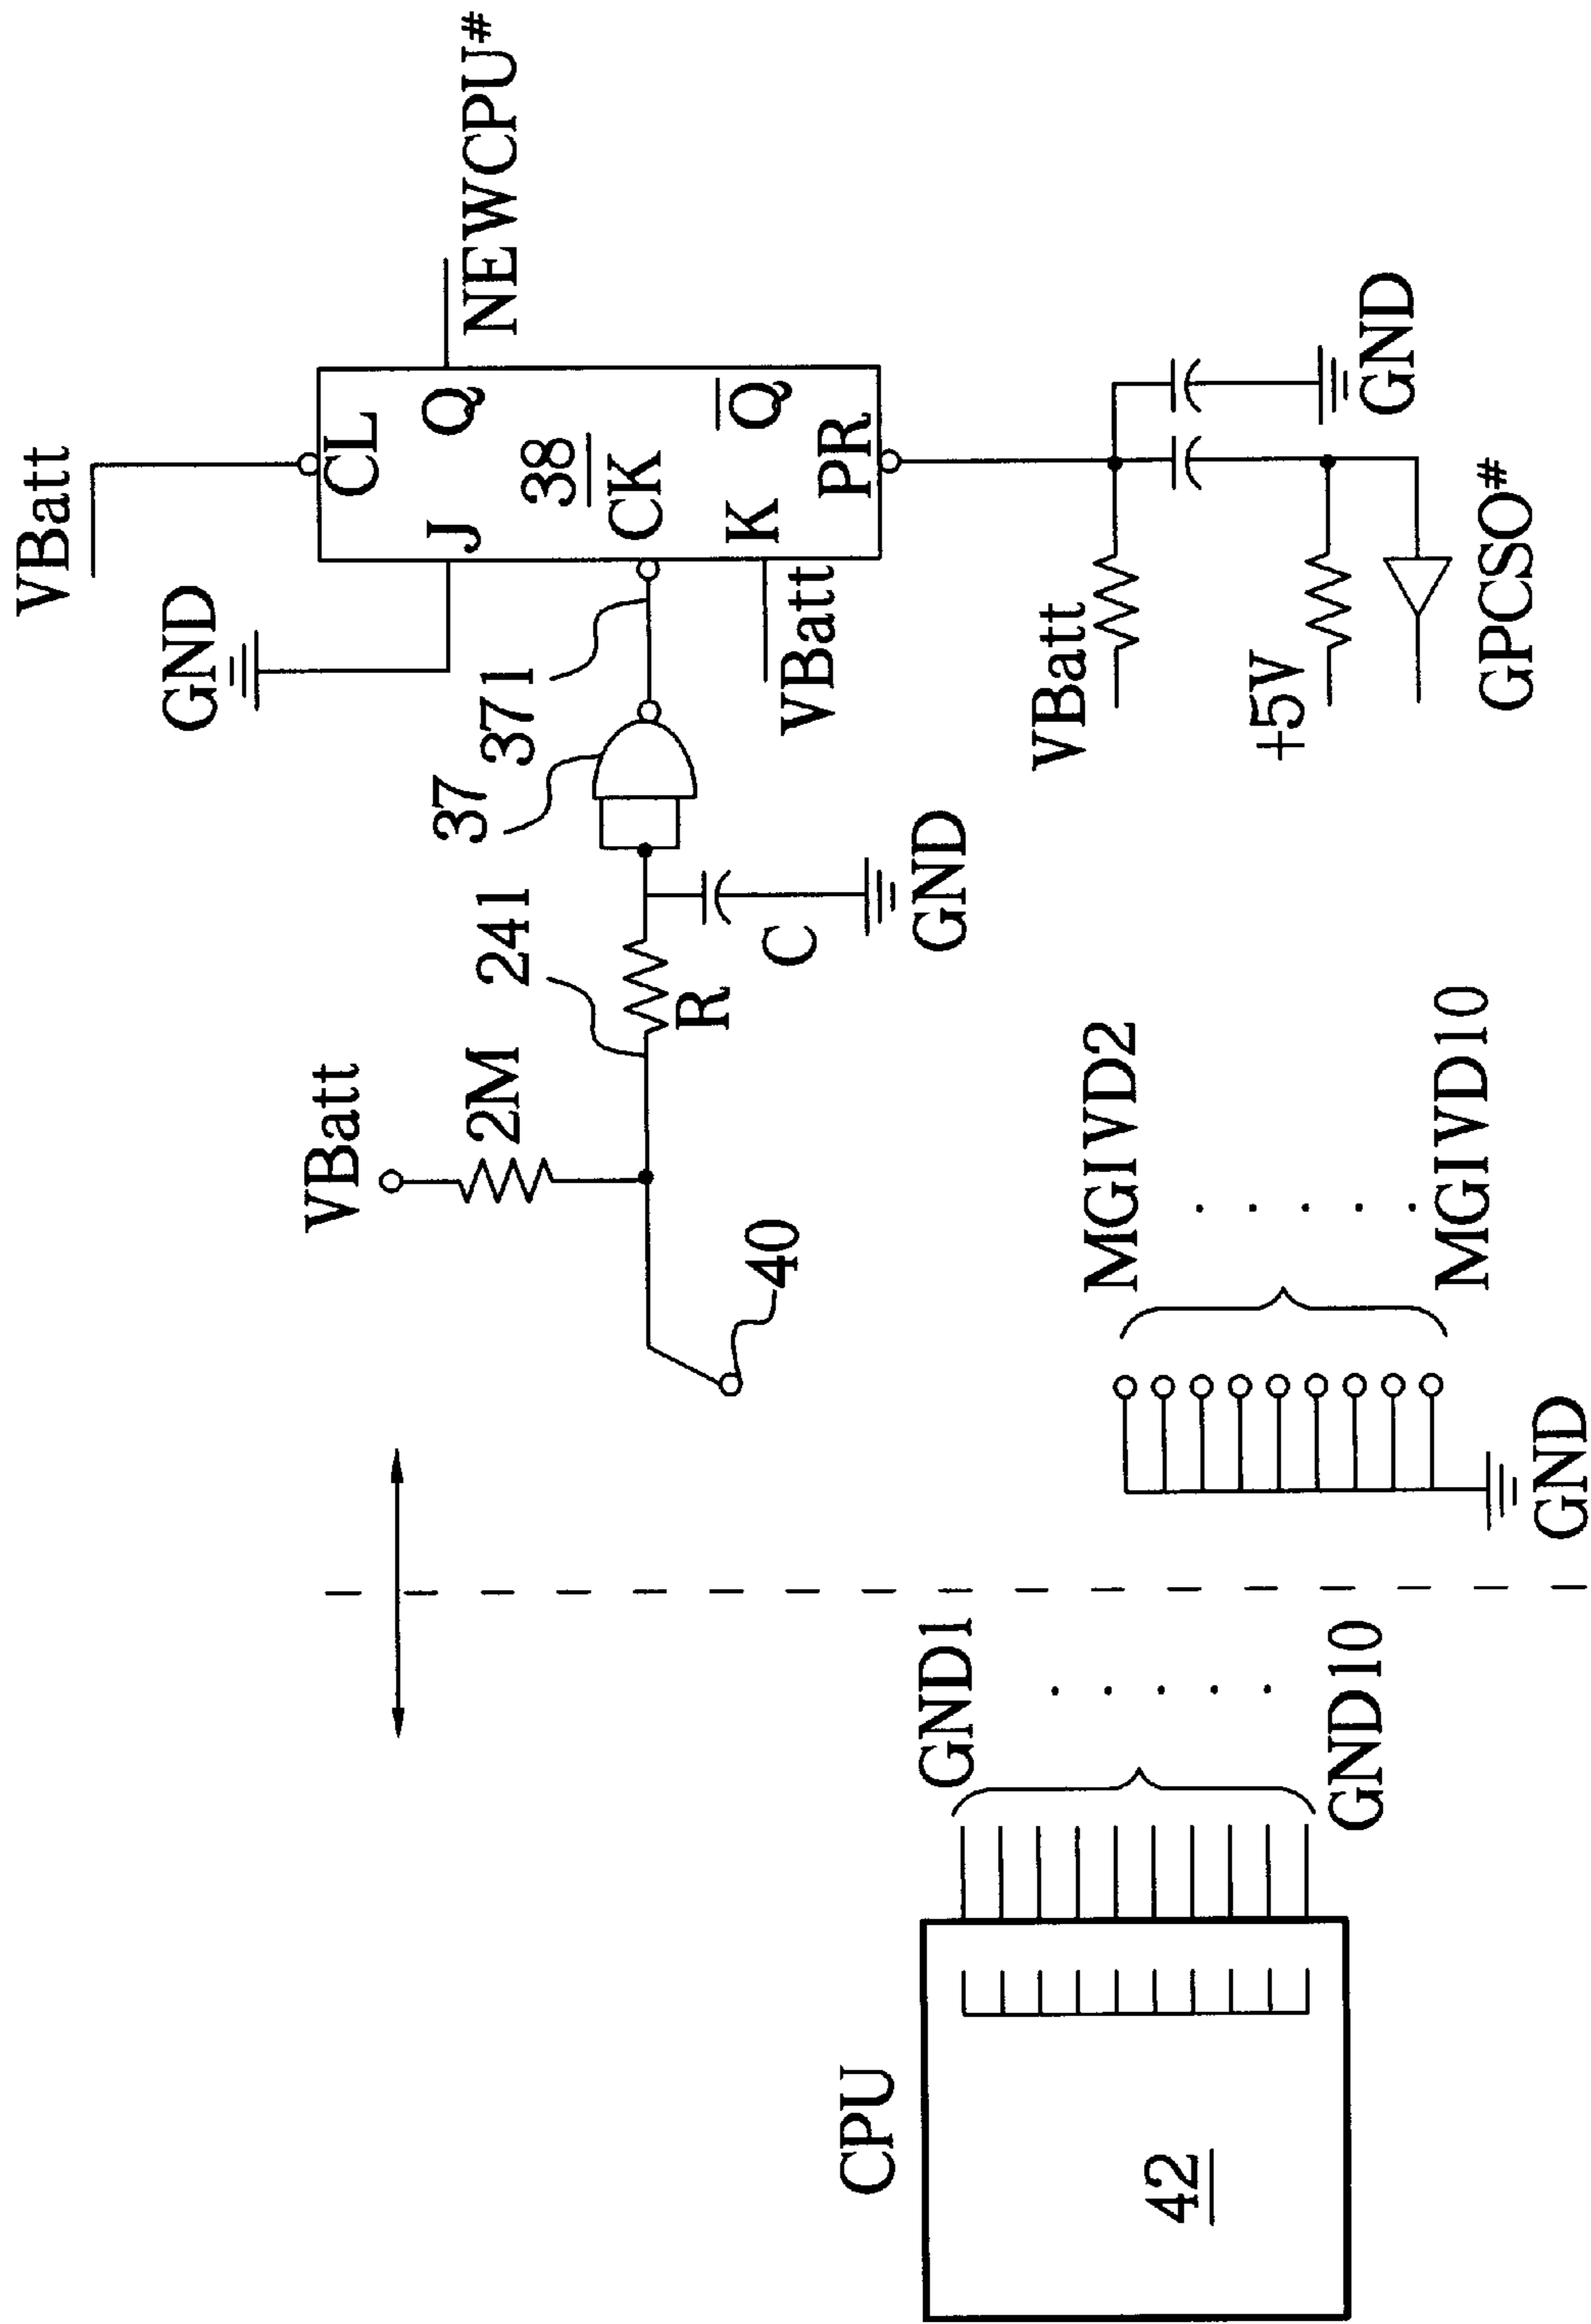 CPU
42
GND1
GND10
GND
MGIVD2
MGIVD10
40
VBatt
2M
241
R
C
GND
37
371
GND
VBatt
J
CL
38
CK
K
Q
Q
PR
VBatt
NEWCPU#
VBatt
+5V
GPCSO#
GND